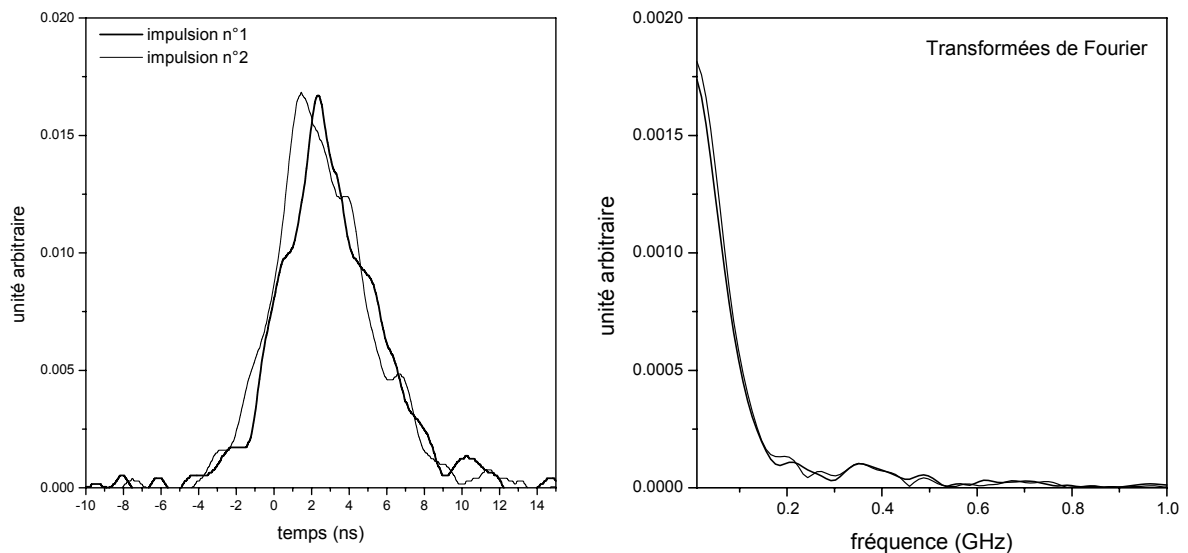 0.020
impulsion n°1
impulsion n°2
0.015
0.010
0.005
0.000
unité arbitraire
-10 -8 -6 -4 -2 0 2 4 6 8 10 12 14
temps (ns)
0.0020
Transformées de Fourier
0.0015
0.0010
0.0005
0.0000
unité arbitraire
0.2 0.4 0.6 0.8 1.0
fréquence (GHz)